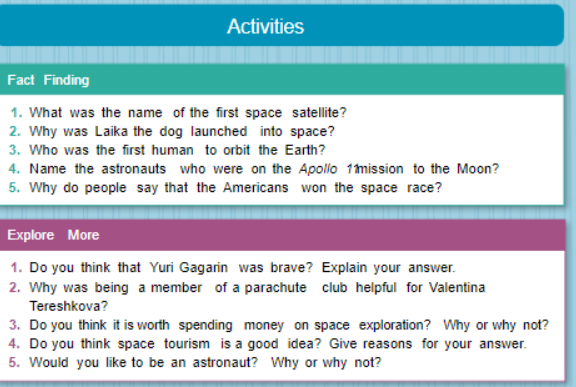 Activities
Fact Finding
1. What was the name of the first space satellite?
2. Why was Laika the dog launched into space?
3. Who was the first human to orbit the Earth?
4. Name the astronauts who were on the Apollo 11mission to the Moon?
5. Why do people say that the Americans won the space race?
Explore More
1. Do you think that Yuri Gagarin was brave? Explain your answer.
2. Why was being a member of a parachute club helpful for Valentina
Tereshkova?
3. Do you think it is worth spending money on space exploration? Why or why not?
4. Do you think space tourism is a good idea? Give reasons for your answer.
5. Would you like to be an astronaut? Why or why not?